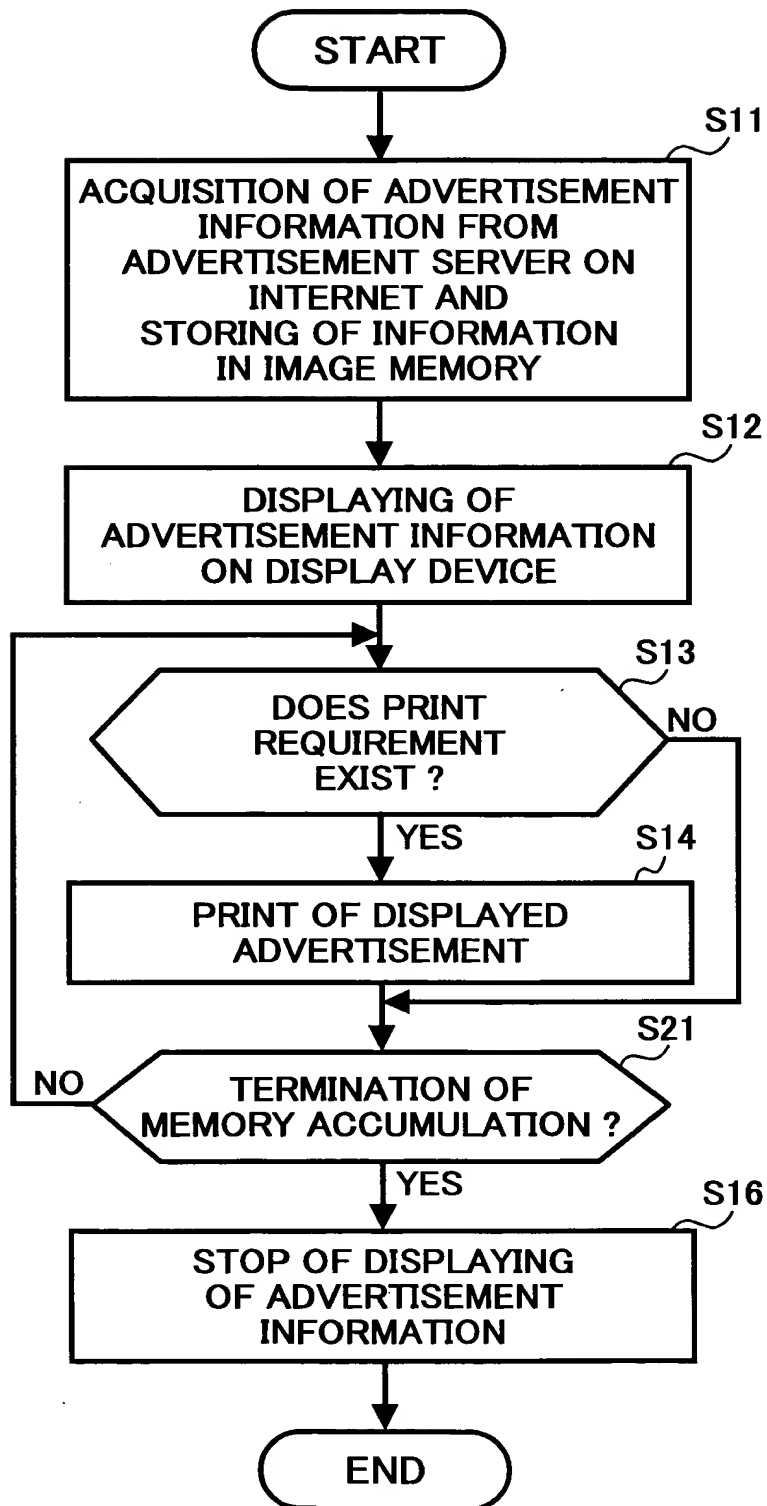 START
S11
ACQUISITION OF ADVERTISEMENT
INFORMATION FROM
ADVERTISEMENT SERVER ON
INTERNET AND
STORING OF INFORMATION
IN IMAGE MEMORY
S12
DISPLAYING OF
ADVERTISEMENT INFORMATION
ON DISPLAY DEVICE
S13
DOES PRINT
REQUIREMENT
EXIST ?
NO
YES
S14
PRINT OF DISPLAYED
ADVERTISEMENT
S21
NO
TERMINATION OF
MEMORY ACCUMULATION ?
YES
S16
STOP OF DISPLAYING
OF ADVERTISEMENT
INFORMATION
END